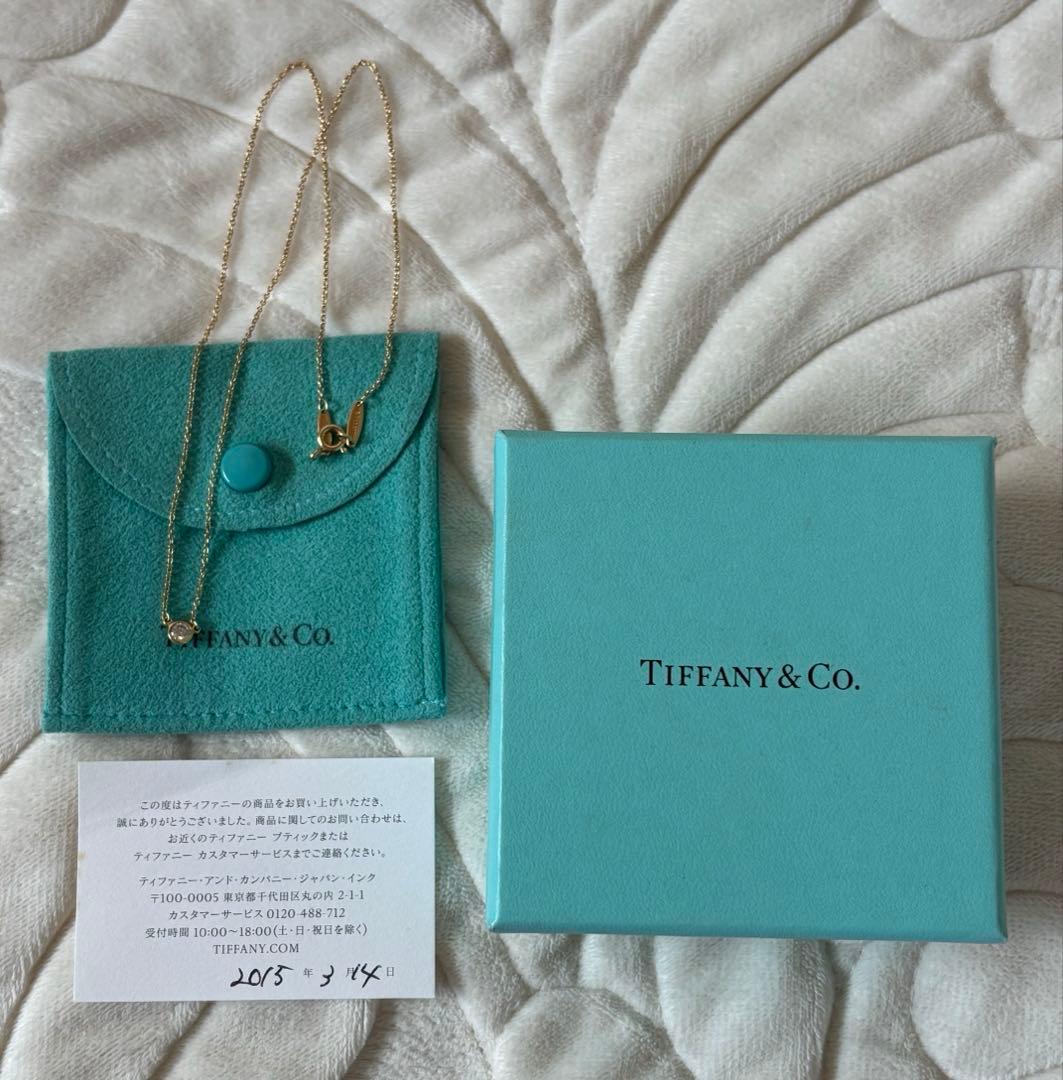 TIFFANY & CO.
TIFFANY & CO.
この度はティファニーの商品をお買い上げいただき、
誠にありがとうございました。商品に関してのお問い合わせは、
お近くのティファニー ブティックまたは
ティファニー カスタマーサービスまでご連絡ください。
ティファニー・アンド・カンパニー・ジャパン・インク
〒100-0005 東京都千代田区丸の内 2-1-1
カスタマーサービス 0120-488-712
受付時間 10:00〜18:00(土・日・祝日を除く)
TIFFANY.COM
2015 年 3 月 14 日